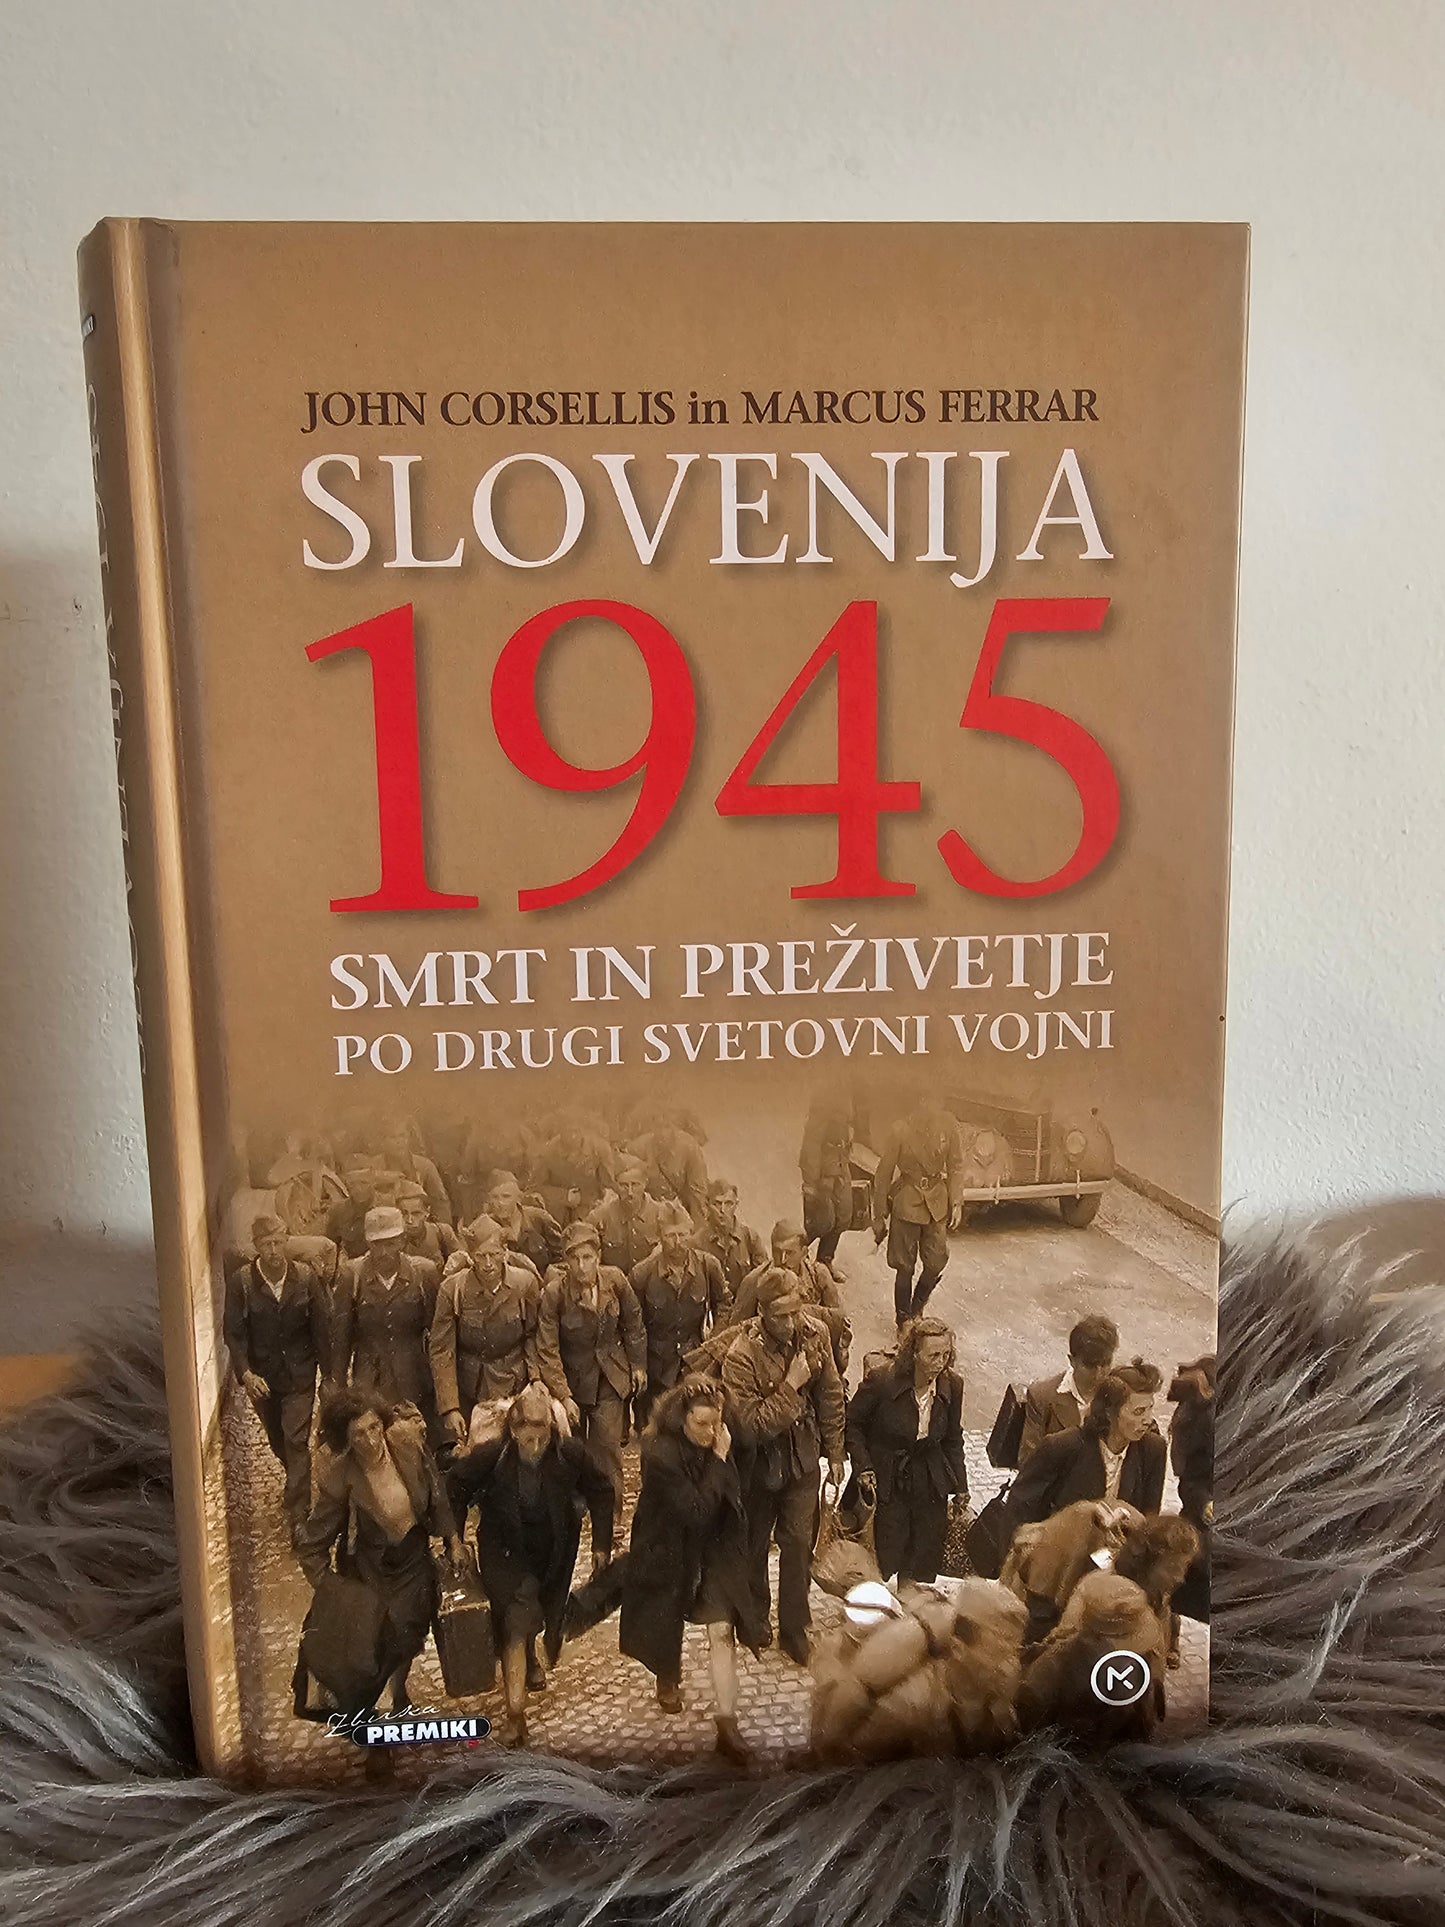 JOHN CORSELLIS in MARCUS FERRAR
SLOVENIJA
1945
SMRT IN PREŽIVETJE
PO DRUGI SVETOVNI VOJNI
Zbirka
PREMIKI